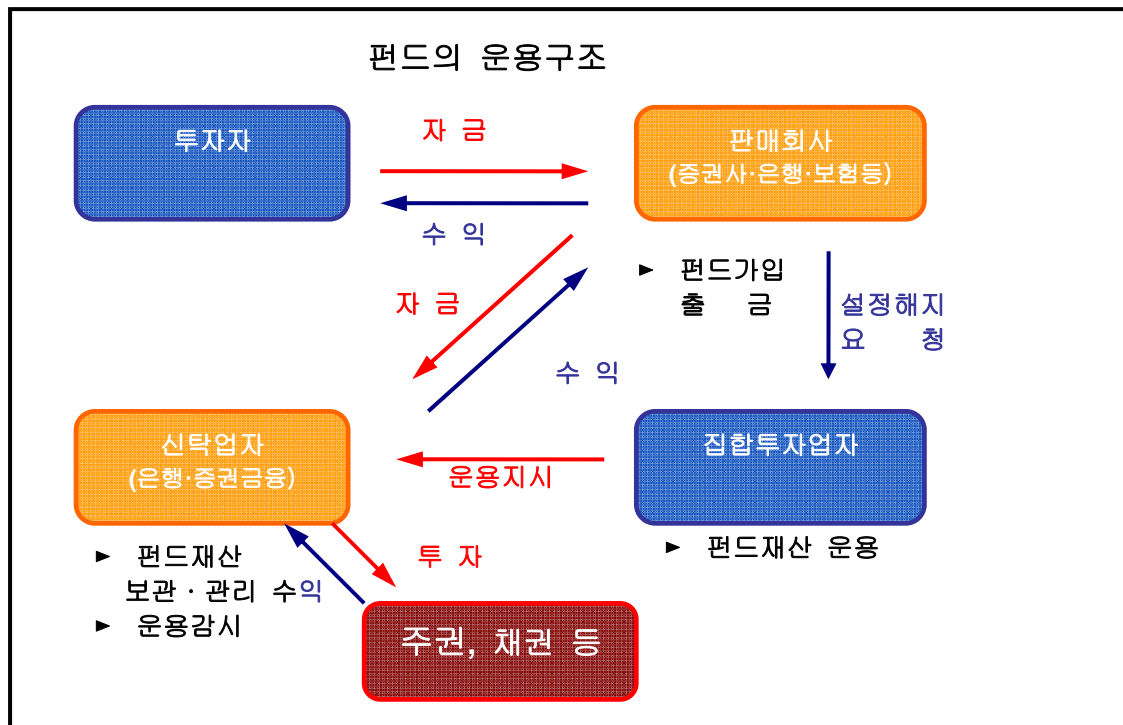 펀드의 운용구조
투자자
자 금
판매회사
(증권사·은행·보험등)
수 익
► 펀드가입
출 금
자 금
설정해지
요 청
수 익
신탁업자
(은행·증권금융)
집합투자업자
운용지시
► 펀드재산
보관 · 관리 수익
► 운용감시
투 자
► 펀드재산 운용
주권, 채권 등